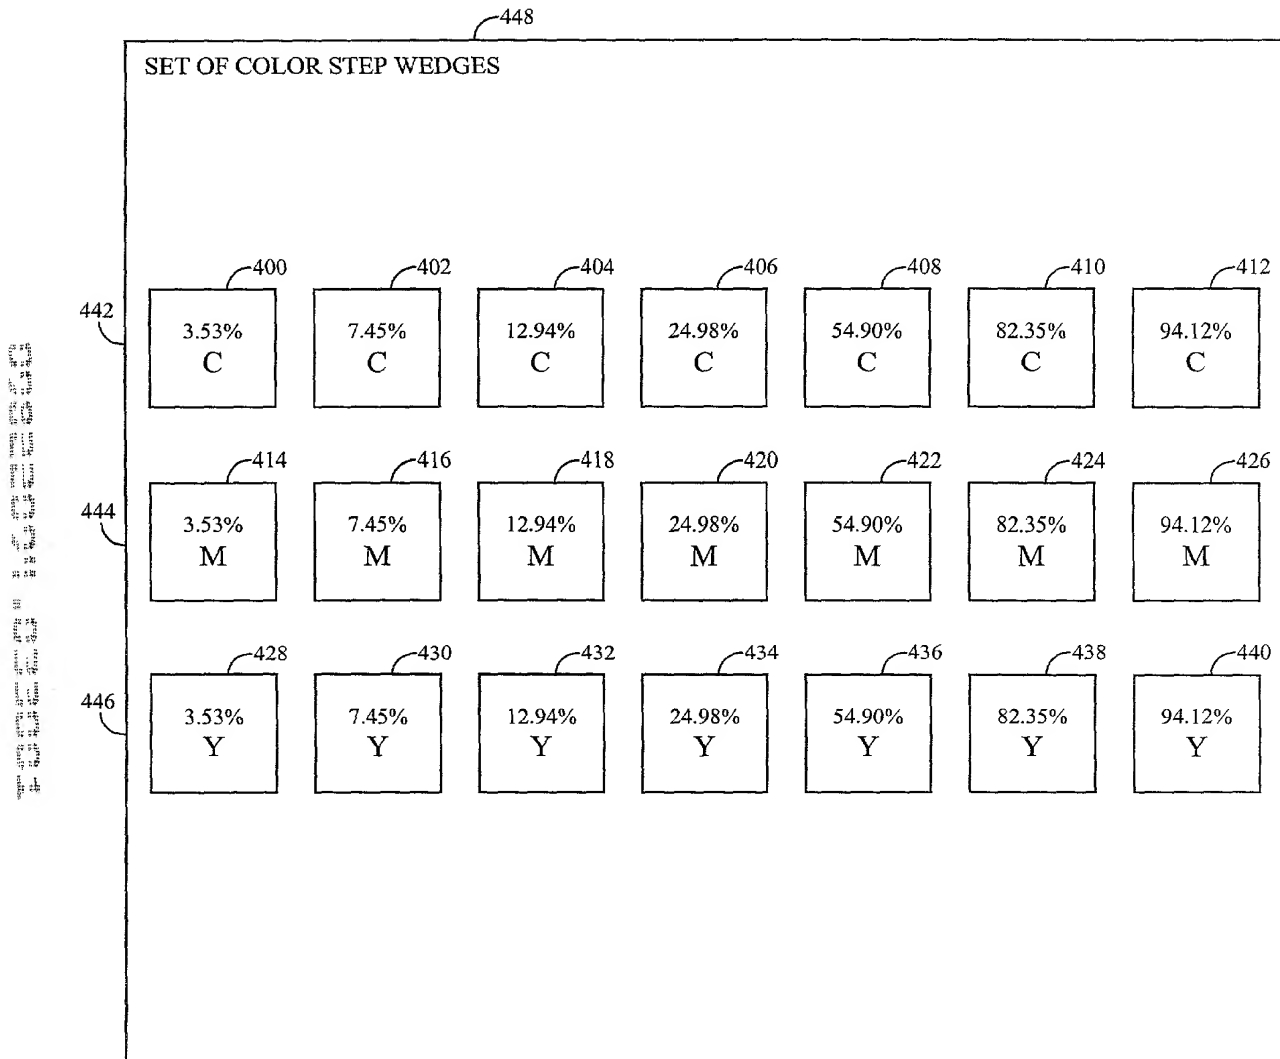 448
SET OF COLOR STEP WEDGES
400 402 404 406 408 410 412
442
3.53% 7.45% 12.94% 24.98% 54.90% 82.35% 94.12%
C C C C C C C
414 416 418 420 422 424 426
444
3.53% 7.45% 12.94% 24.98% 54.90% 82.35% 94.12%
M M M M M M M
428 430 432 434 436 438 440
446
3.53% 7.45% 12.94% 24.98% 54.90% 82.35% 94.12%
Y Y Y Y Y Y Y